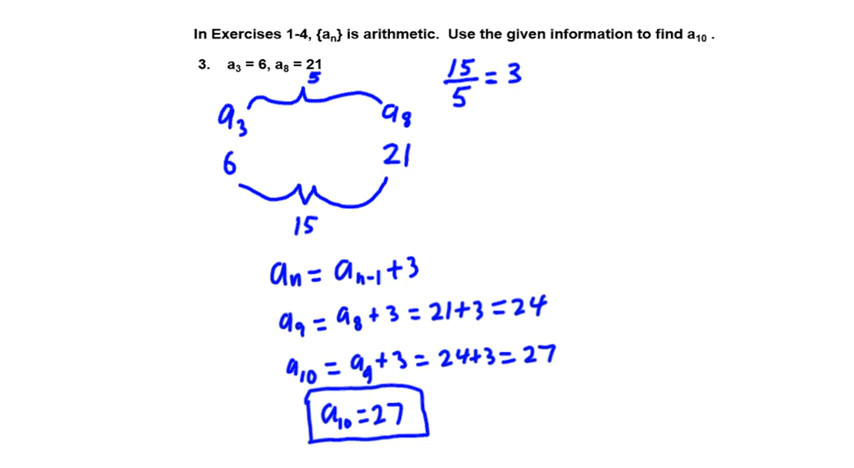 In Exercises 1-4, {aₙ} is arithmetic. Use the given information to find a₁₀ .
3. a₃ = 6, a₈ = 21
5
15/5 = 3
a₃ a₈
6 21
15
aₙ = aₙ₋₁ + 3
a₉ = a₈ + 3 = 21 + 3 = 24
a₁₀ = a₉ + 3 = 24 + 3 = 27
a₁₀ = 27